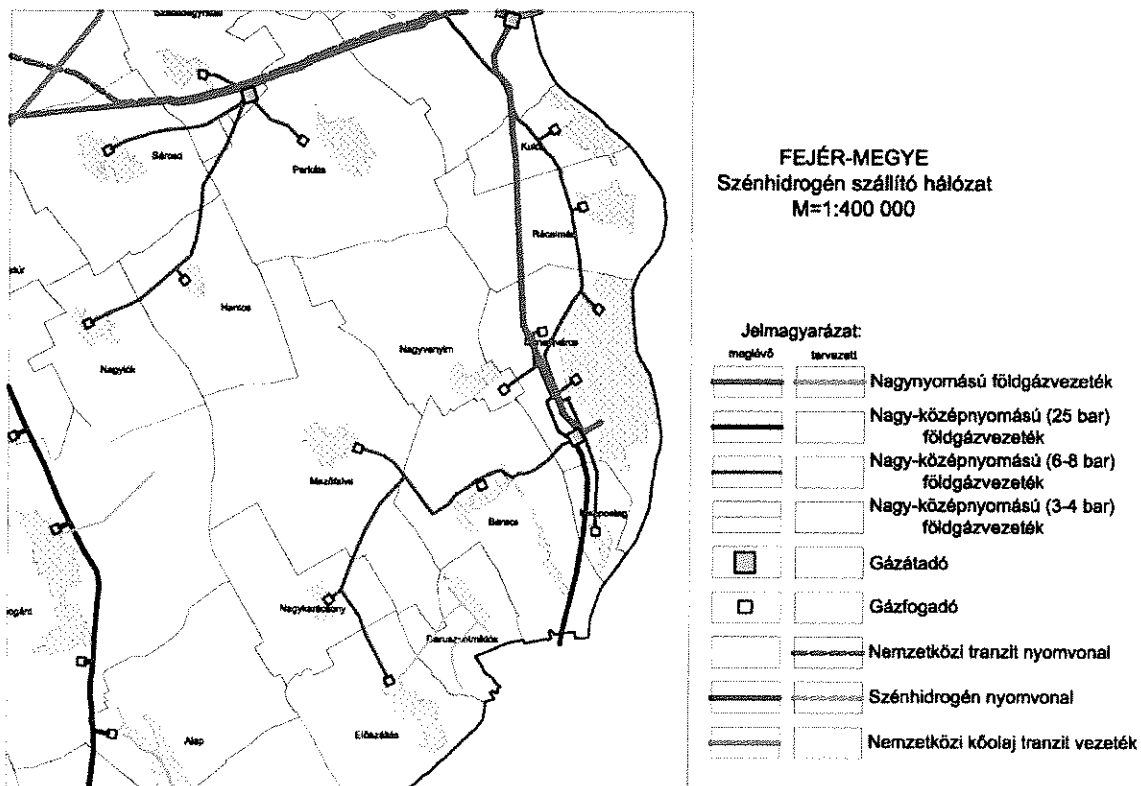 FEJÉR-MEGYE
Szénhidrogén szállító hálózat
M=1:400 000
Sárosd
Perkáta
Kulcs
Rácalmás
Hantos
Nagylók
Nagyvenyim
Mezőfalva
Baracs
Nagykarácsony
Daruszentmiklós
Előszállás
Alap
Jelmagyarázat:
meglévő tervezett
Nagynyomású földgázvezeték
Nagy-középnyomású (25 bar)
földgázvezeték
Nagy-középnyomású (6-8 bar)
földgázvezeték
Nagy-középnyomású (3-4 bar)
földgázvezeték
Gázátadó
Gázfogadó
Nemzetközi tranzit nyomvonal
Szénhidrogén nyomvonal
Nemzetközi kőolaj tranzit vezeték